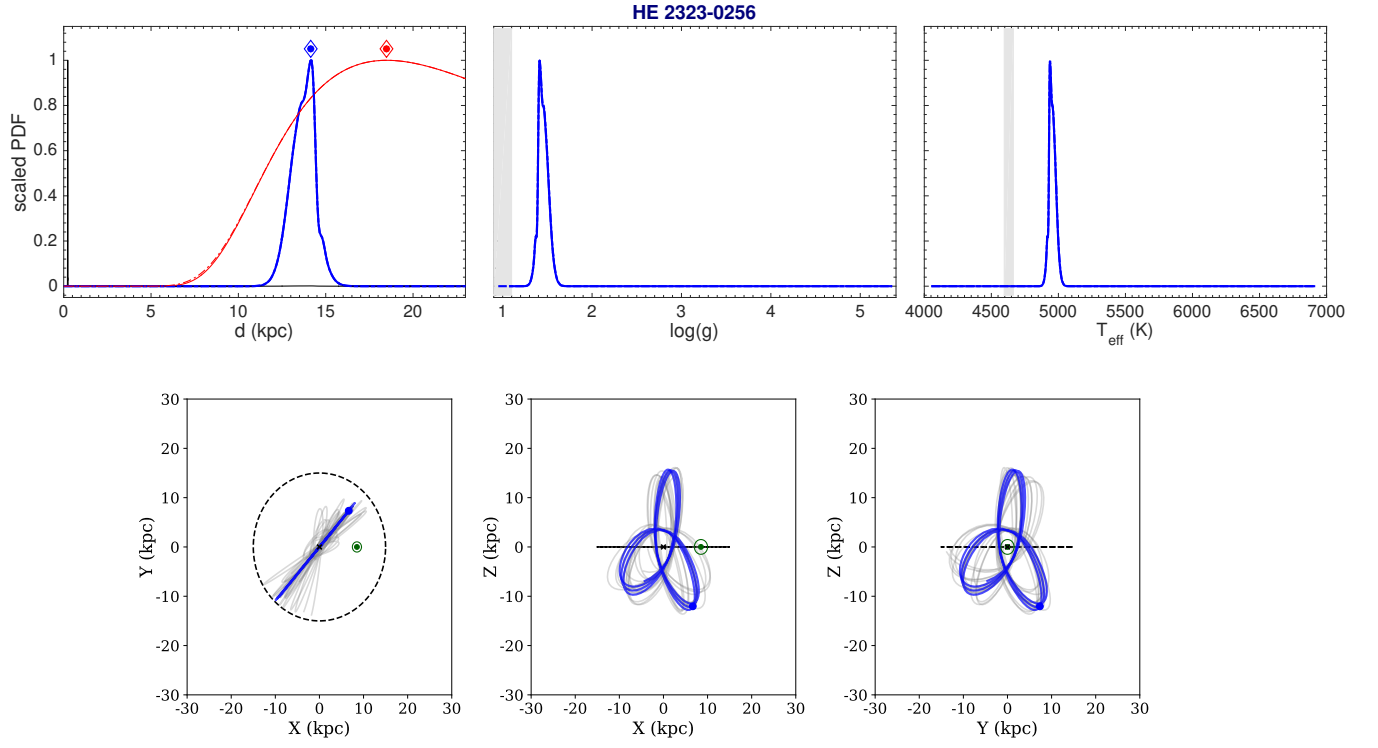 HE 2323-0256
scaled PDF
1
0.8
0.6
0.4
0.2
0
0 5 10 15 20
d (kpc)
1 2 3 4 5
log(g)
4000 4500 5000 5500 6000 6500 7000
T_eff (K)
Y (kpc)
30
20
10
0
-10
-20
-30
-30 -20 -10 0 10 20 30
X (kpc)
Z (kpc)
30
20
10
0
-10
-20
-30
-30 -20 -10 0 10 20 30
X (kpc)
Z (kpc)
30
20
10
0
-10
-20
-30
-30 -20 -10 0 10 20 30
Y (kpc)